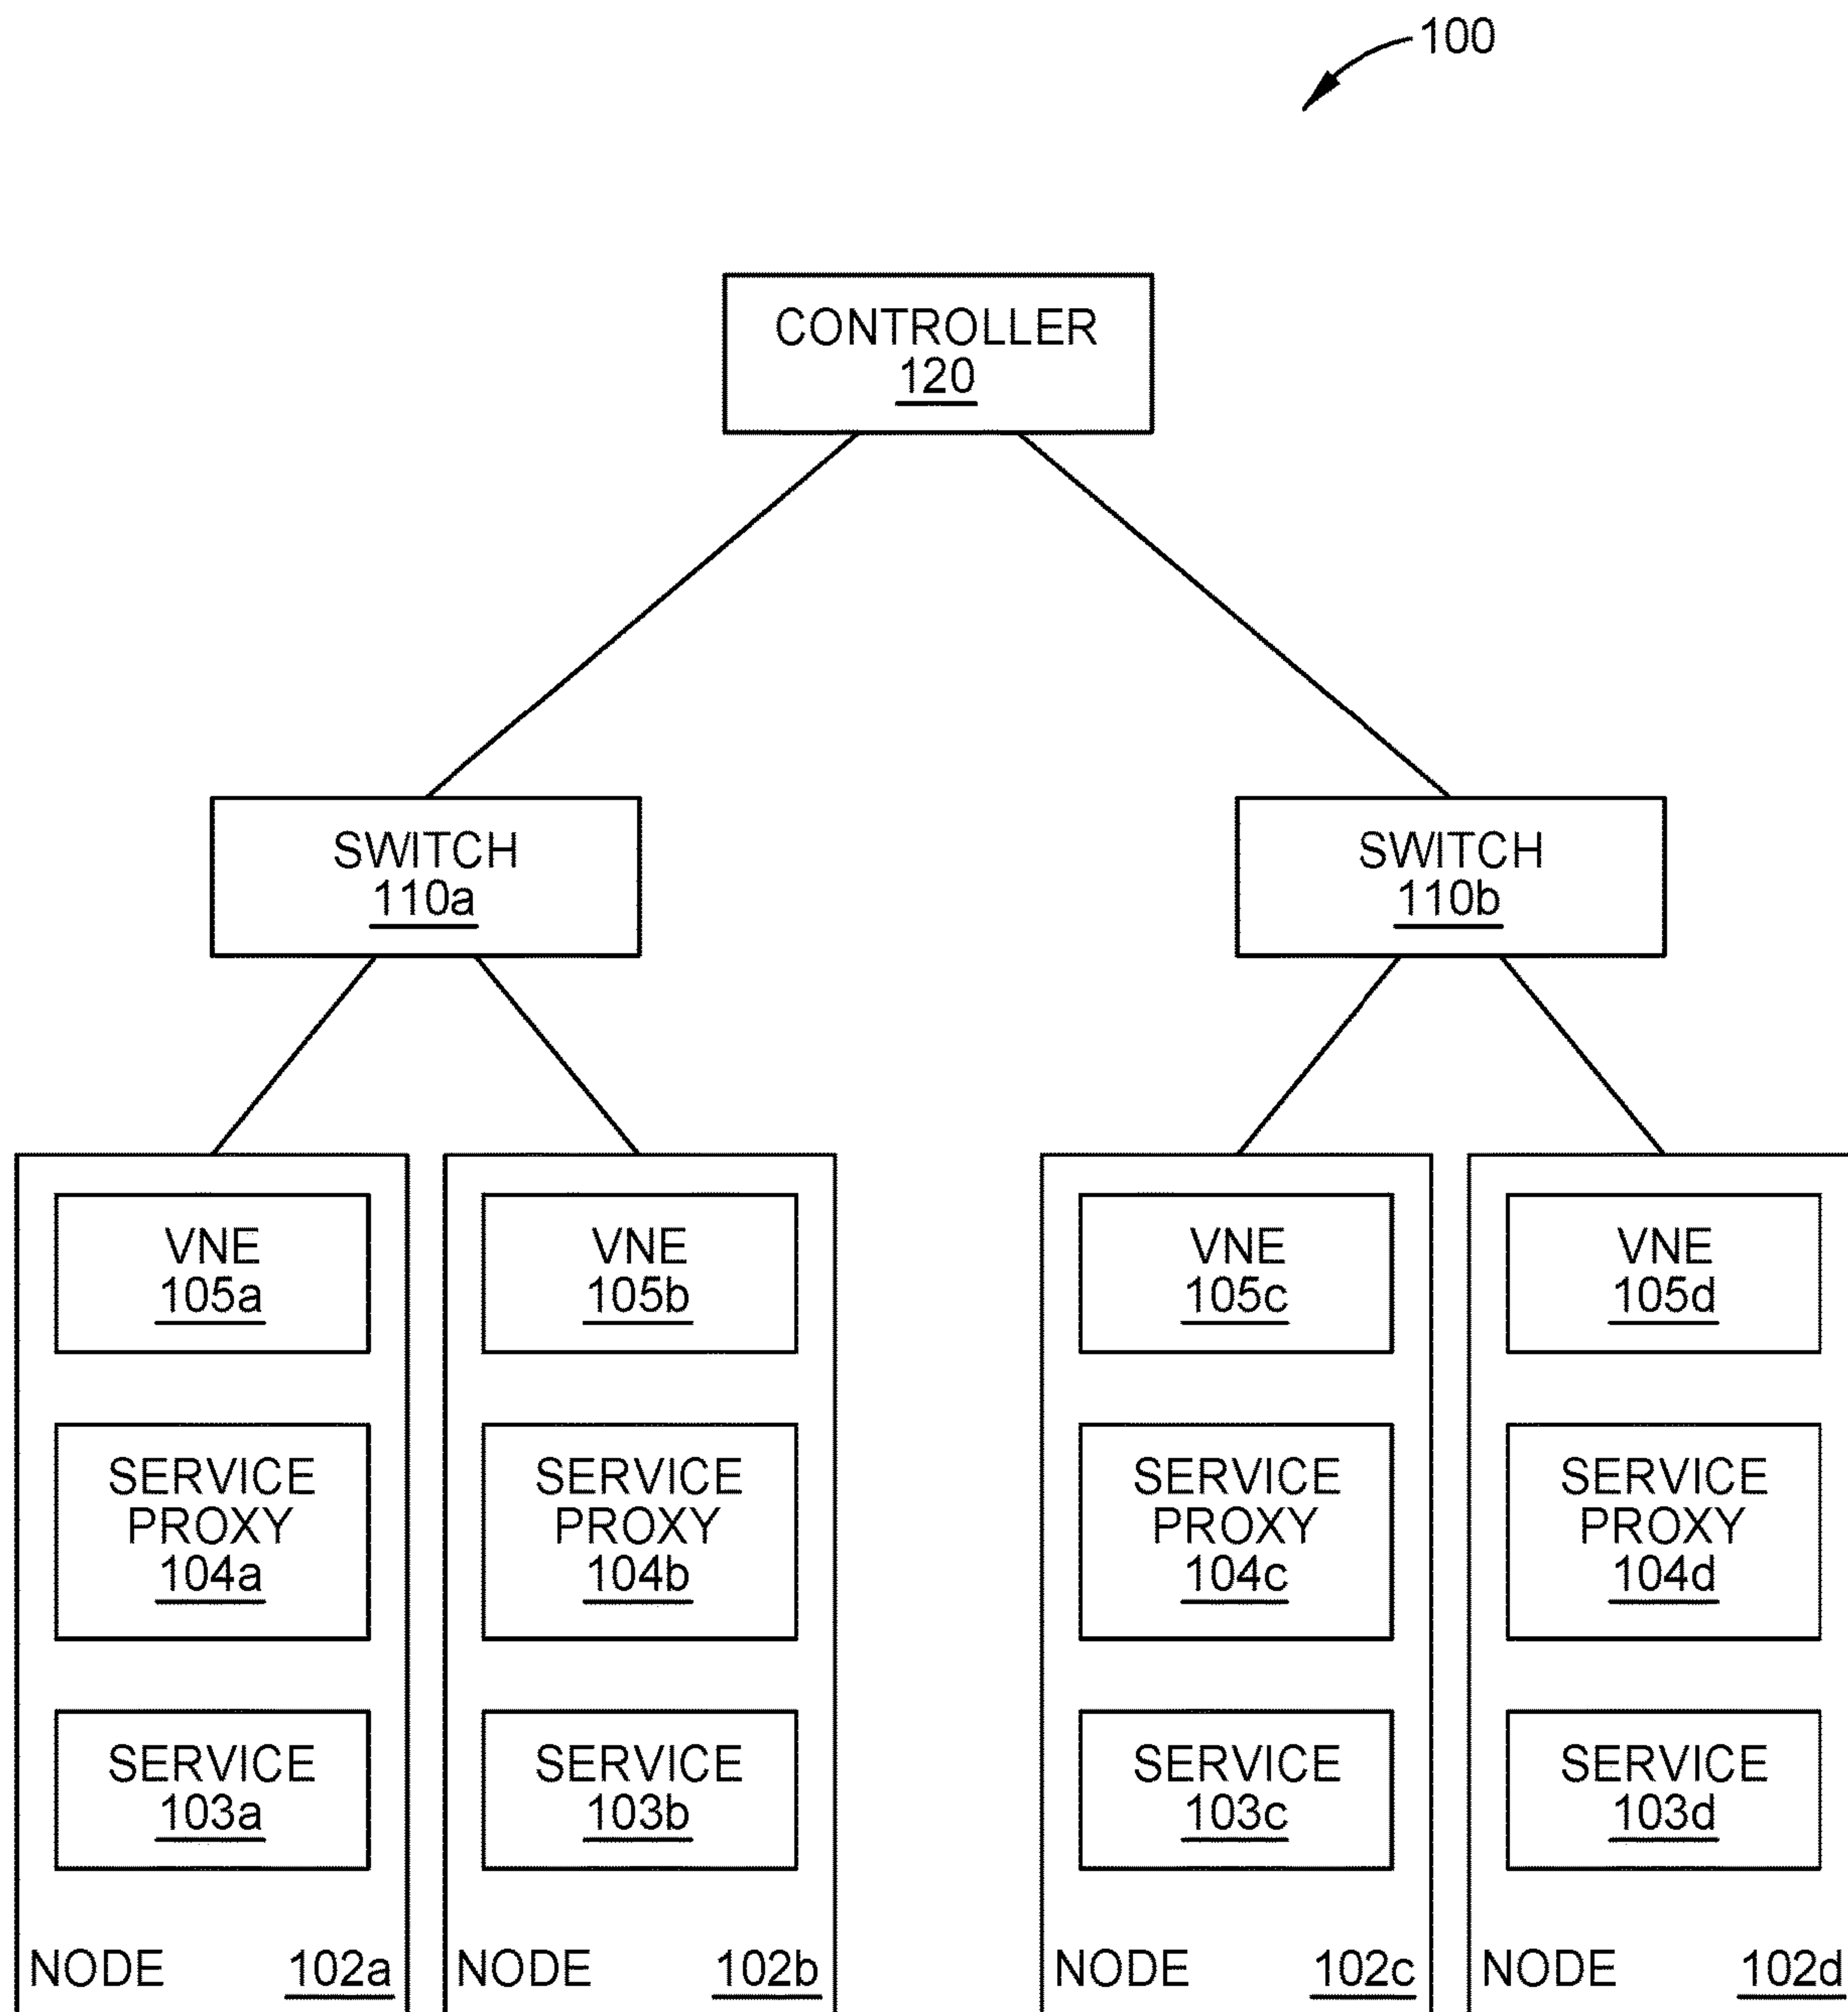 100
CONTROLLER
120
SWITCH
110a
SWITCH
110b
VNE
105a
VNE
105b
VNE
105c
VNE
105d
SERVICE
PROXY
104a
SERVICE
PROXY
104b
SERVICE
PROXY
104c
SERVICE
PROXY
104d
SERVICE
103a
SERVICE
103b
SERVICE
103c
SERVICE
103d
NODE 102a
NODE 102b
NODE 102c
NODE 102d